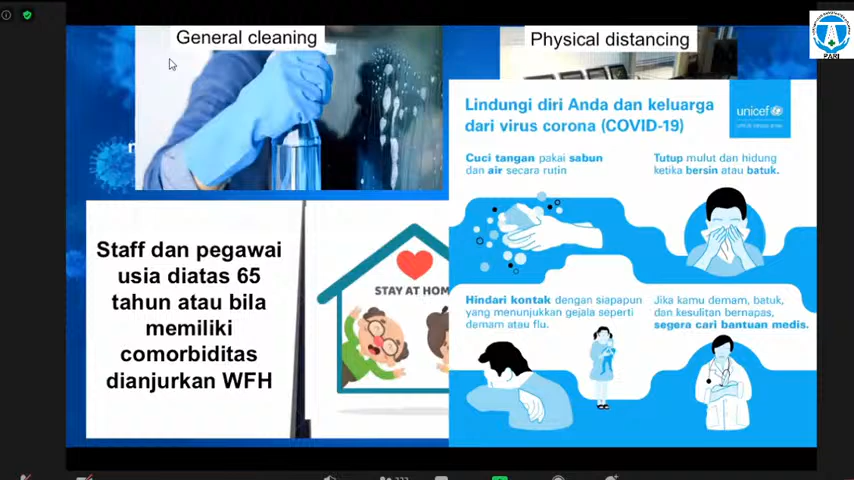 General cleaning
Physical distancing
PARI
Lindungi diri Anda dan keluarga
dari virus corona (COVID-19)
unicef
Cuci tangan pakai sabun
dan air secara rutin
Tutup mulut dan hidung
ketika bersin atau batuk.
Staff dan pegawai
usia diatas 65
tahun atau bila
memiliki
comorbiditas
dianjurkan WFH
STAY AT HOM
Hindari kontak dengan siapapun
yang menunjukkan gejala seperti
demam atau flu.
Jika kamu demam, batuk,
dan kesulitan bernapas,
segera cari bantuan medis.